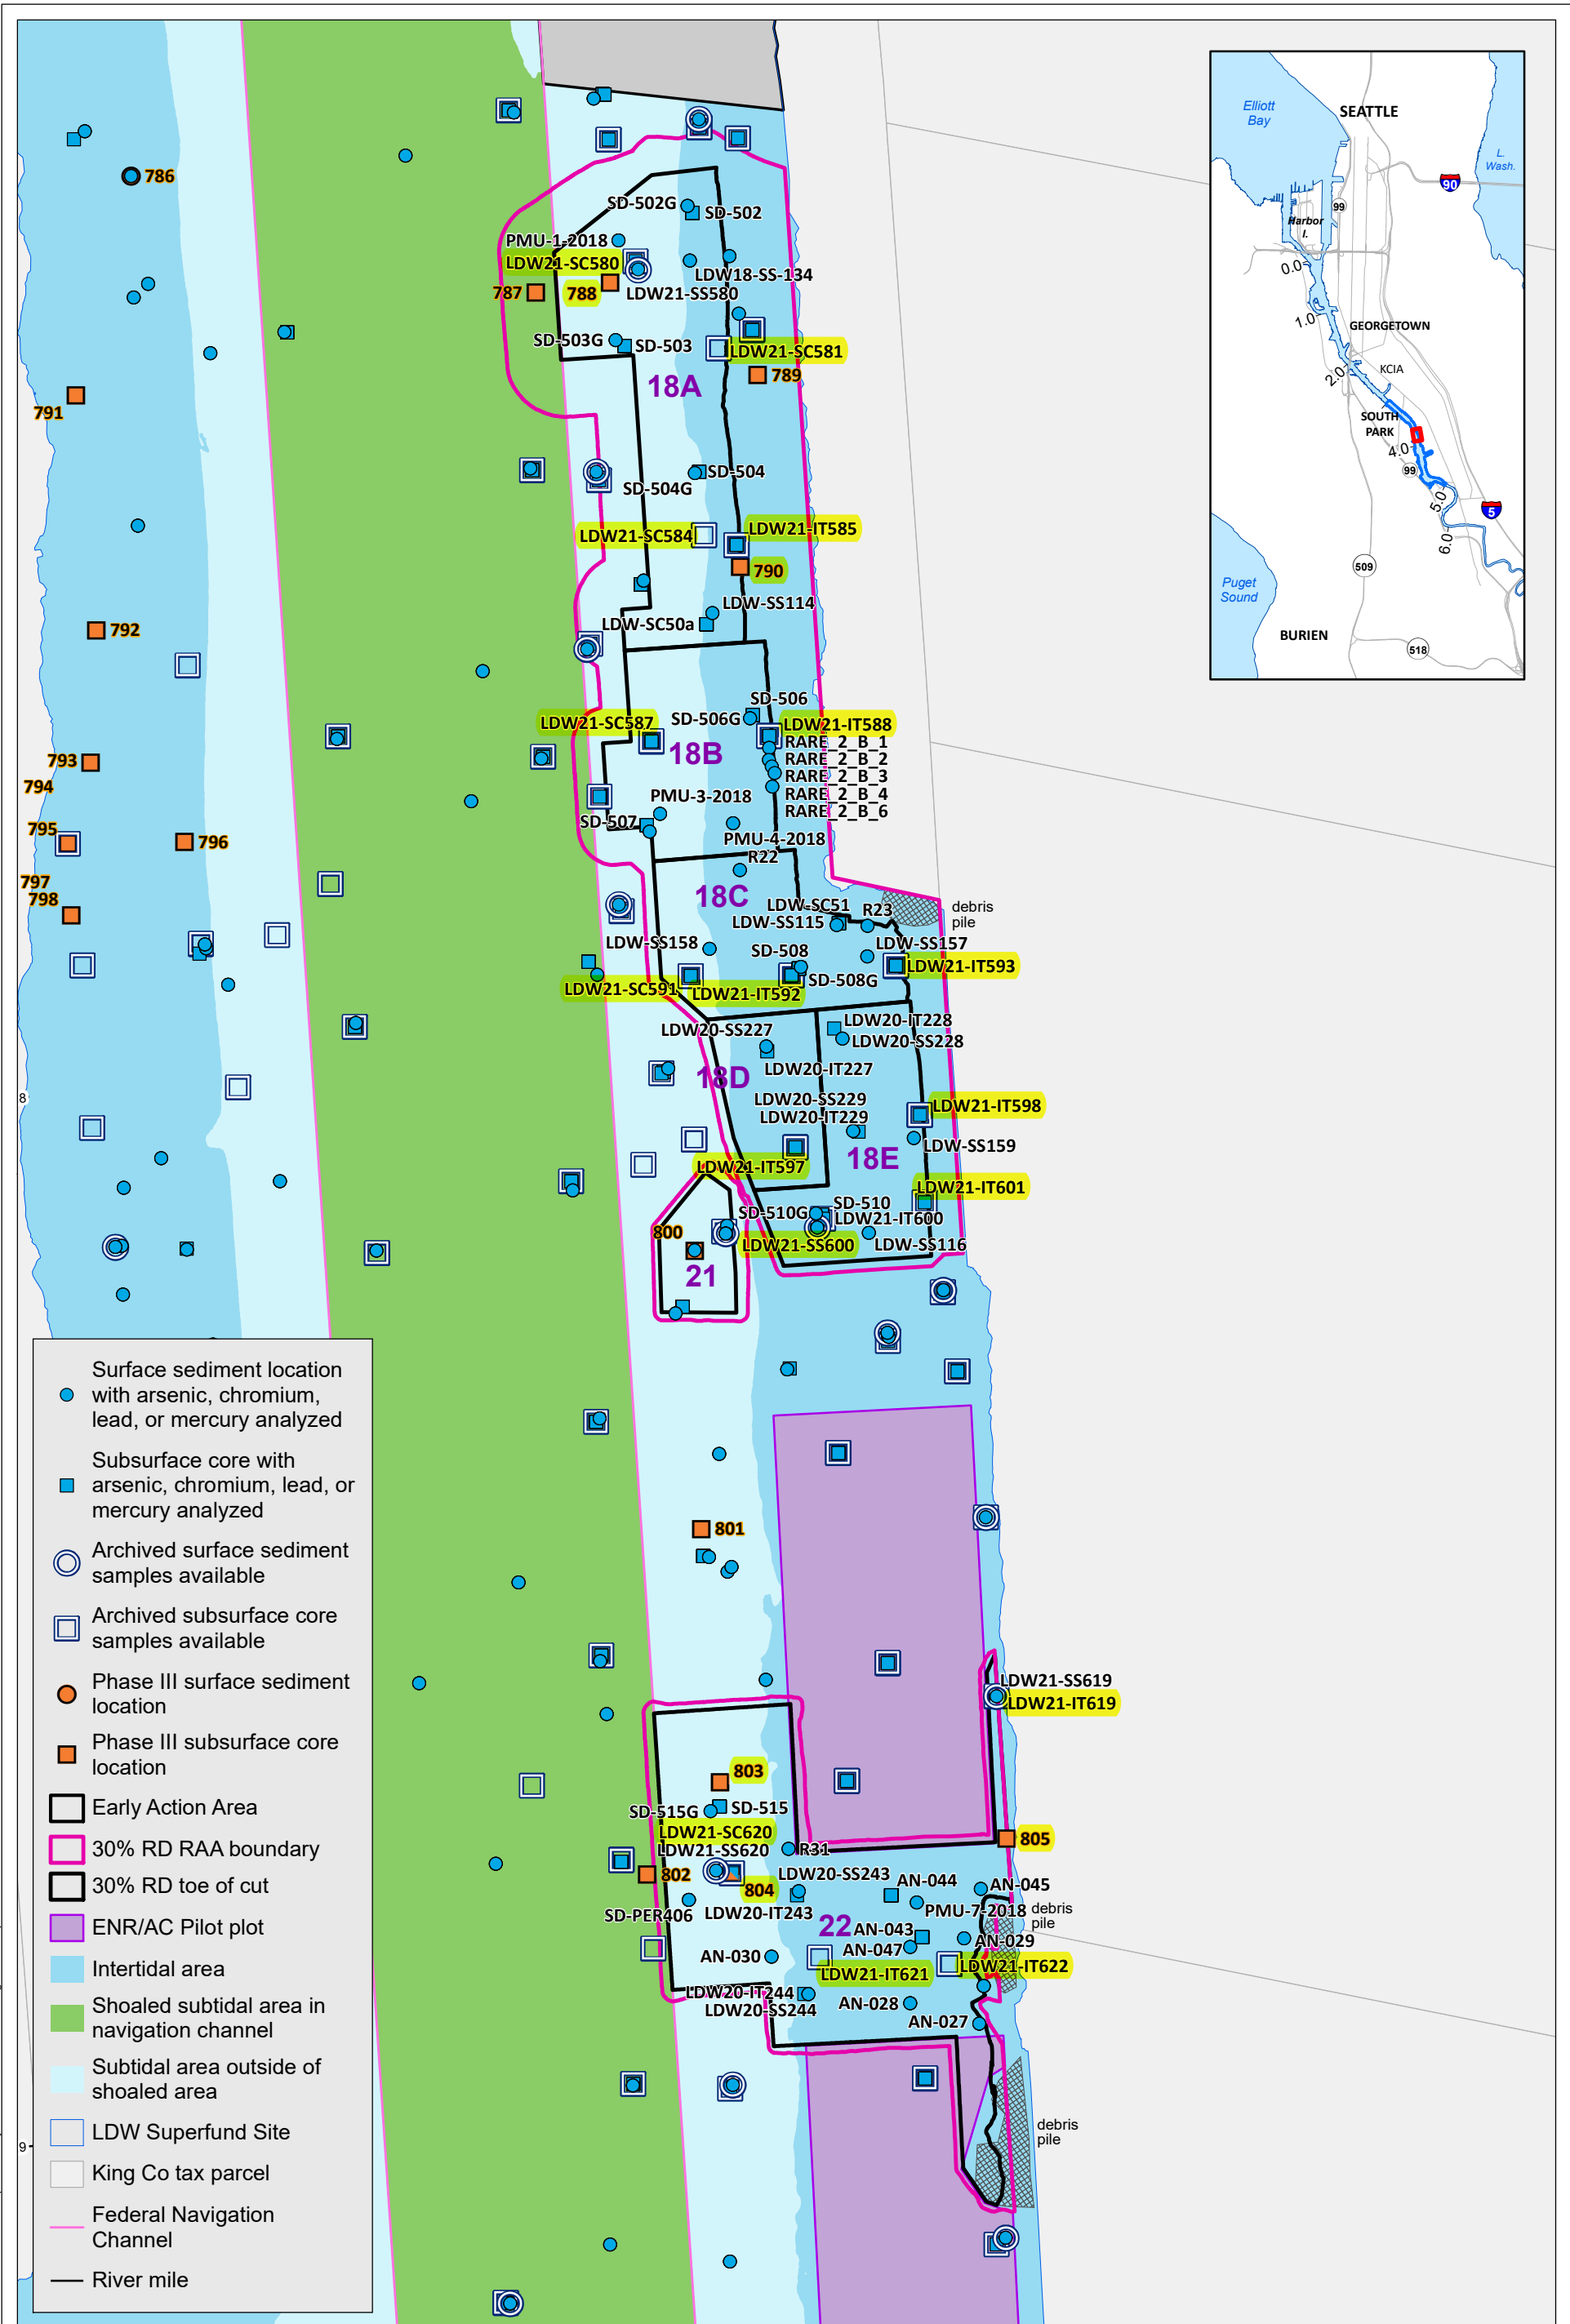 786
SD-502G
SD-502
PMU-1-2018
LDW21-SC580
LDW18-SS-134
787
788
LDW21-SS580
SD-503G
SD-503
LDW21-SC581
789
18A
791
SD-504
SD-504G
LDW21-SC584
LDW21-IT585
790
LDW-SS114
LDW-SC50a
792
SD-506
SD-506G
LDW21-SC587
LDW21-IT588
RARE_2_B_1
18B
RARE_2_B_2
RARE_2_B_3
RARE_2_B_4
RARE_2_B_6
793
794
PMU-3-2018
SD-507
795
796
PMU-4-2018
R22
797
798
18C
LDW-SC51
R23
LDW-SS115
debris
pile
LDW-SS158
LDW-SS157
SD-508
LDW21-IT593
SD-508G
LDW21-SC591
LDW21-IT592
LDW20-IT228
LDW20-SS227
LDW20-SS228
LDW20-IT227
18D
8
LDW20-SS229
LDW21-IT598
LDW20-IT229
LDW-SS159
18E
LDW21-IT597
LDW21-IT601
SD-510
SD-510G
LDW21-IT600
800
LDW21-SS600
LDW-SS116
21
801
LDW21-SS619
LDW21-IT619
803
SD-515G
SD-515
LDW21-SC620
805
LDW21-SS620
R31
802
LDW20-SS243
804
AN-044
AN-045
SD-PER406
LDW20-IT243
PMU-7-2018
debris
pile
22
AN-043
AN-029
AN-047
AN-030
LDW21-IT622
LDW21-IT621
LDW20-IT244
AN-028
LDW20-SS244
AN-027
debris
pile
9
Elliott
Bay
SEATTLE
L.
Wash.
90
99
Harbor
I.
0.0
1.0
GEORGETOWN
2.0
KCIA
SOUTH
PARK
4.0
99
5.0
5
6.0
509
Puget
Sound
BURIEN
518
Surface sediment location
with arsenic, chromium,
lead, or mercury analyzed
Subsurface core with
arsenic, chromium, lead, or
mercury analyzed
Archived surface sediment
samples available
Archived subsurface core
samples available
Phase III surface sediment
location
Phase III subsurface core
location
Early Action Area
30% RD RAA boundary
30% RD toe of cut
ENR/AC Pilot plot
Intertidal area
Shoaled subtidal area in
navigation channel
Subtidal area outside of
shoaled area
LDW Superfund Site
King Co tax parcel
Federal Navigation
Channel
River mile